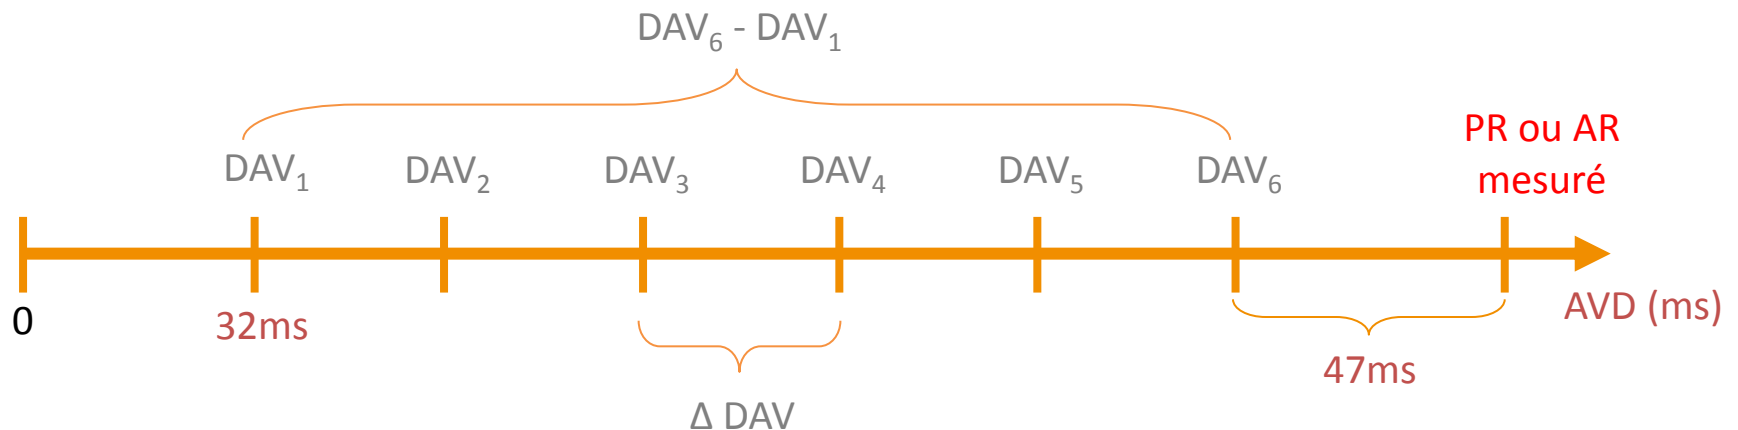 DAV₆ - DAV₁
PR ou AR
mesuré
DAV₁ DAV₂ DAV₃ DAV₄ DAV₅ DAV₆
0
32ms
AVD (ms)
47ms
Δ DAV